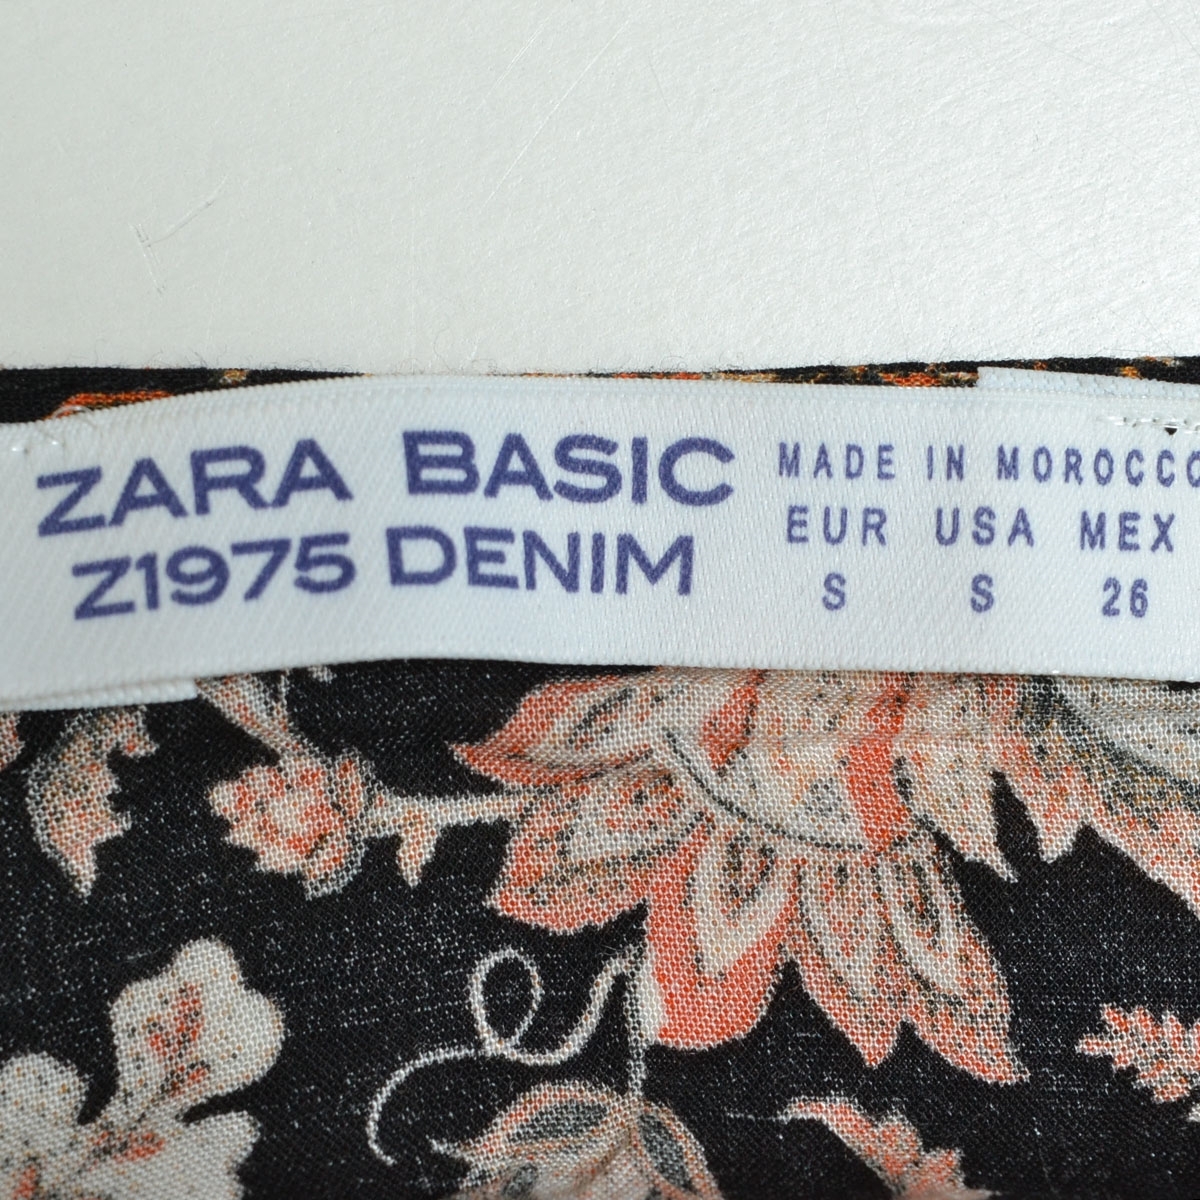 ZARA BASIC
Z1975 DENIM
MADE IN MOROCCO
EUR USA MEX
S S 26